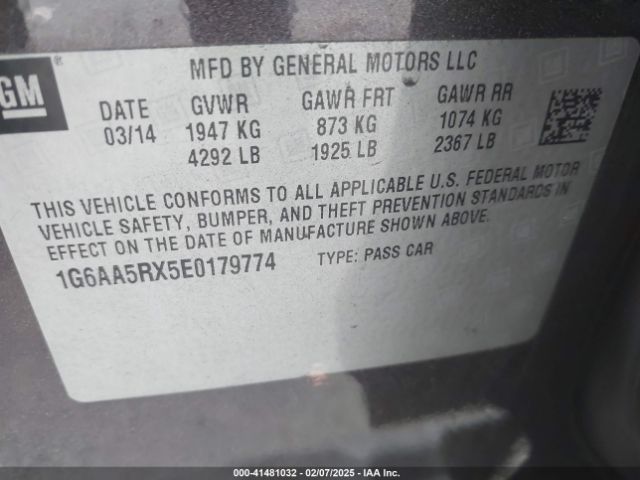 GM®
MFD BY GENERAL MOTORS LLC
DATE GVWR GAWR FRT GAWR RR
03/14 1947 KG 873 KG 1074 KG
4292 LB 1925 LB 2367 LB
THIS VEHICLE CONFORMS TO ALL APPLICABLE U.S. FEDERAL MOTOR
VEHICLE SAFETY, BUMPER, AND THEFT PREVENTION STANDARDS IN
EFFECT ON THE DATE OF MANUFACTURE SHOWN ABOVE.
1G6AA5RX5E0179774 TYPE: PASS CAR
000-41481032 - 02/07/2025 - IAA Inc.